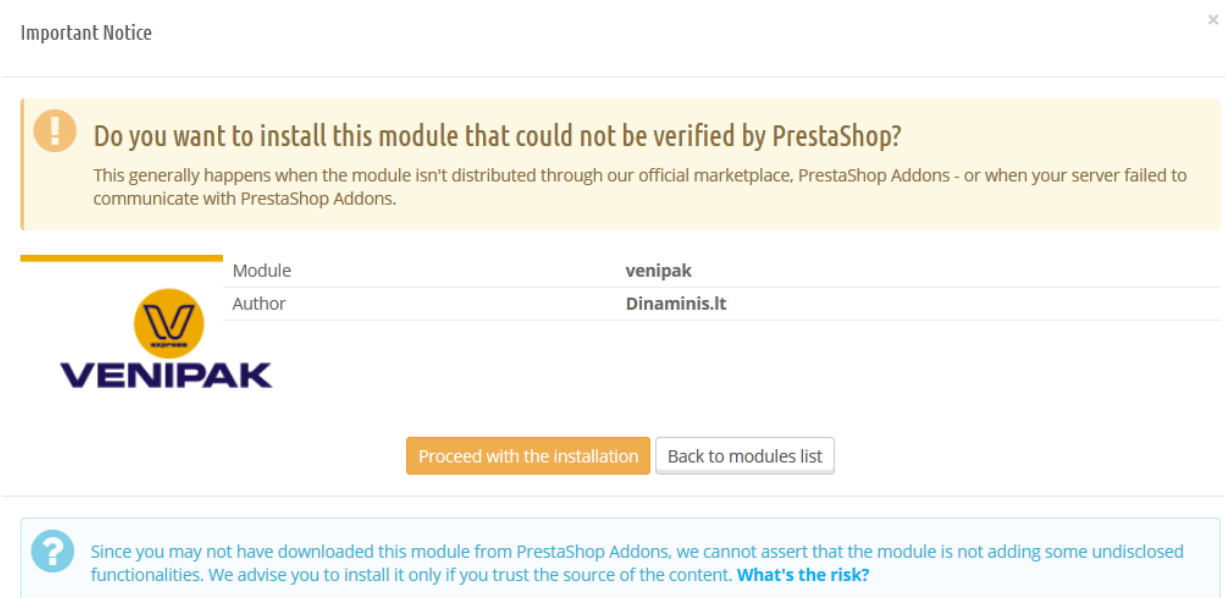 Important Notice
×
Do you want to install this module that could not be verified by PrestaShop?
This generally happens when the module isn't distributed through our official marketplace, PrestaShop Addons - or when your server failed to
communicate with PrestaShop Addons.
Module venipak
Author Dinaminis.lt
express
VENIPAK
Proceed with the installation Back to modules list
Since you may not have downloaded this module from PrestaShop Addons, we cannot assert that the module is not adding some undisclosed
functionalities. We advise you to install it only if you trust the source of the content. What's the risk?